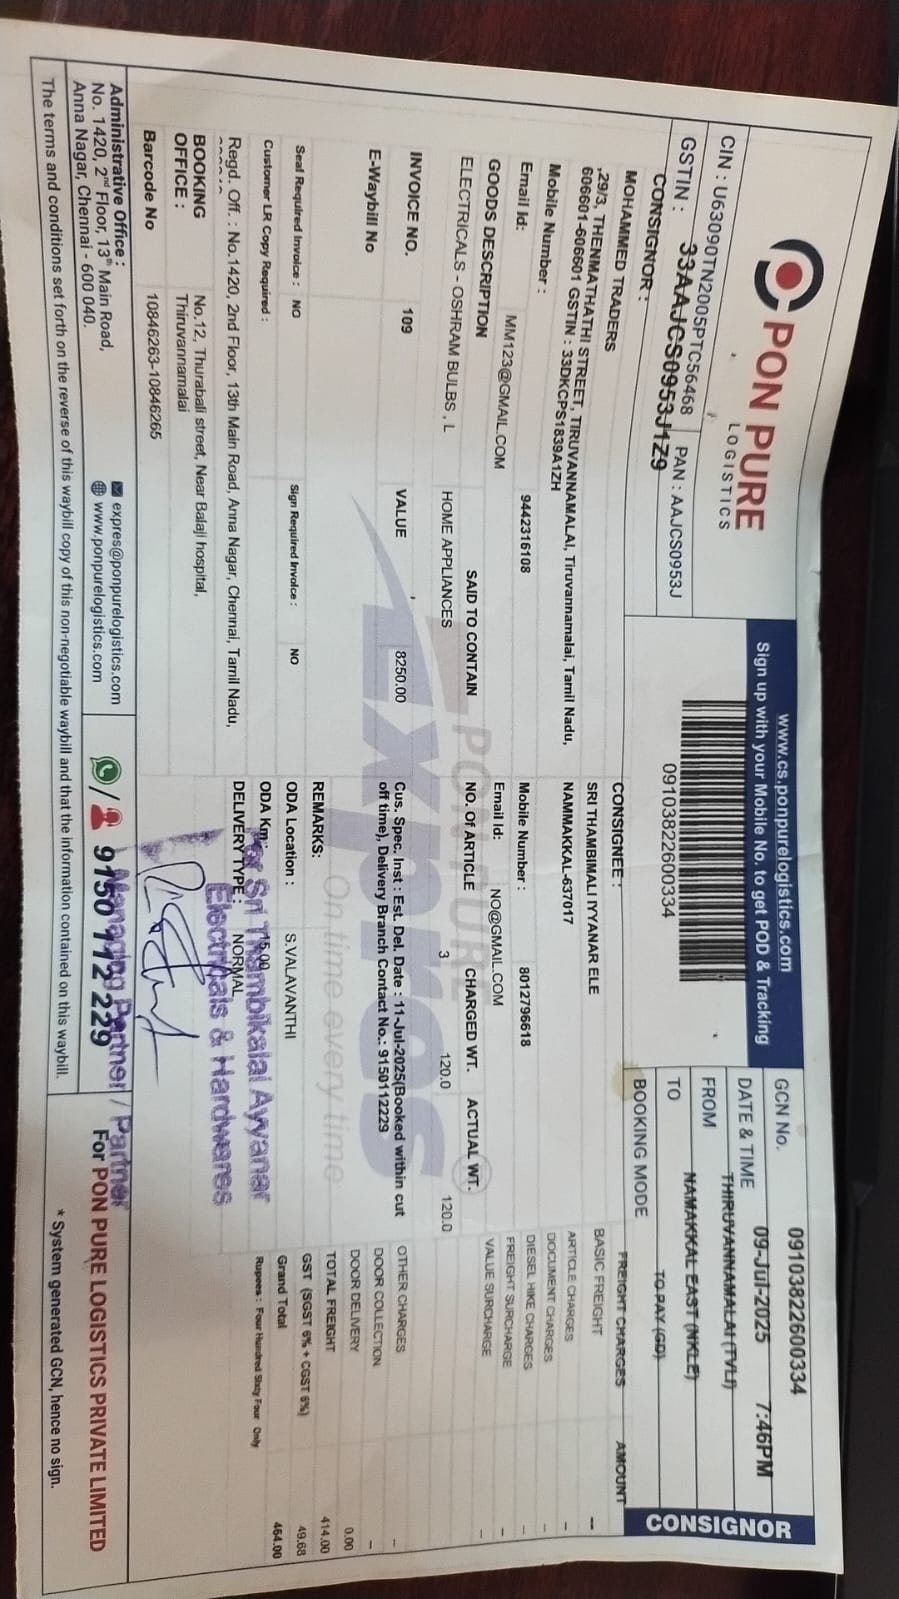 PON PURE
LOGISTICS
CIN : U63090TN2005PTC56468
PAN : AAJCS0953J
GSTIN : 33AAJCS0953J1Z9
www.cs.ponpurelogistics.com
Sign up with your Mobile No. to get POD & Tracking
09103822600334
GCN No. 09103822600334
DATE & TIME 09-Jul-2025 7:46PM
FROM THIRUVANNAMALAI (TVLI)
TO NAMAKKAL EAST (NKLE)
BOOKING MODE TO PAY (GD)
CONSIGNOR
CONSIGNOR :
MOHAMMED TRADERS
,29/3, THENMATHATHI STREET, TIRUVANNAMALAI, Tiruvannamalai, Tamil Nadu,
606601-606601 GSTIN : 33DKCPS1839A1ZH
Mobile Number : 9442316108
Email Id: MM123@GMAIL.COM
CONSIGNEE :
SRI THAMBIMALI IYYANAR ELE
NAMMAKKAL-637017
Mobile Number : 8012796618
Email Id: NO@GMAIL.COM
GOODS DESCRIPTION SAID TO CONTAIN NO. Of ARTICLE CHARGED WT. ACTUAL WT.
ELECTRICALS - OSHRAM BULBS , L HOME APPLIANCES 3 120.0 120.0
INVOICE NO. 109 VALUE 8250.00
E-Waybill No
Cus. Spec. Inst : Est. Del. Date : 11-Jul-2025(Booked within cut
off time), Delivery Branch Contact No.: 9150112229
Seal Required Invoice : NO Sign Required Invoice : NO
Customer LR Copy Required :
REMARKS:
ODA Location : S.VALAVANTHI
ODA Km: 15.00
DELIVERY TYPE : NORMAL
Regd. Off. : No.1420, 2nd Floor, 13th Main Road, Anna Nagar, Chennai, Tamil Nadu,
BOOKING OFFICE : No.12, Thurabali street, Near Balaji hospital,
Thiruvannamalai
Barcode No 10846263-10846265
FREIGHT CHARGES AMOUNT
BASIC FREIGHT --
ARTICLE CHARGES --
DOCUMENT CHARGES --
DIESEL HIKE CHARGES --
FREIGHT SURCHARGE --
VALUE SURCHARGE --
OTHER CHARGES --
DOOR COLLECTION --
DOOR DELIVERY 0.00
TOTAL FREIGHT 414.00
GST (SGST 6% + CGST 6%) 49.68
Grand Total 464.00
Rupees : Four Hundred Sixty Four Only
PON PURE
Expres
On time every time
For Sri Thambikalai Ayyanar
Electricals & Hardwares
Managing Partner / Partner
Administrative Office :
No. 1420, 2nd Floor, 13th Main Road,
Anna Nagar, Chennai - 600 040.
expres@ponpurelogistics.com
www.ponpurelogistics.com
/ 9150 112 229
For PON PURE LOGISTICS PRIVATE LIMITED
The terms and conditions set forth on the reverse of this waybill copy of this non-negotiable waybill and that the information contained on this waybill.
* System generated GCN, hence no sign.